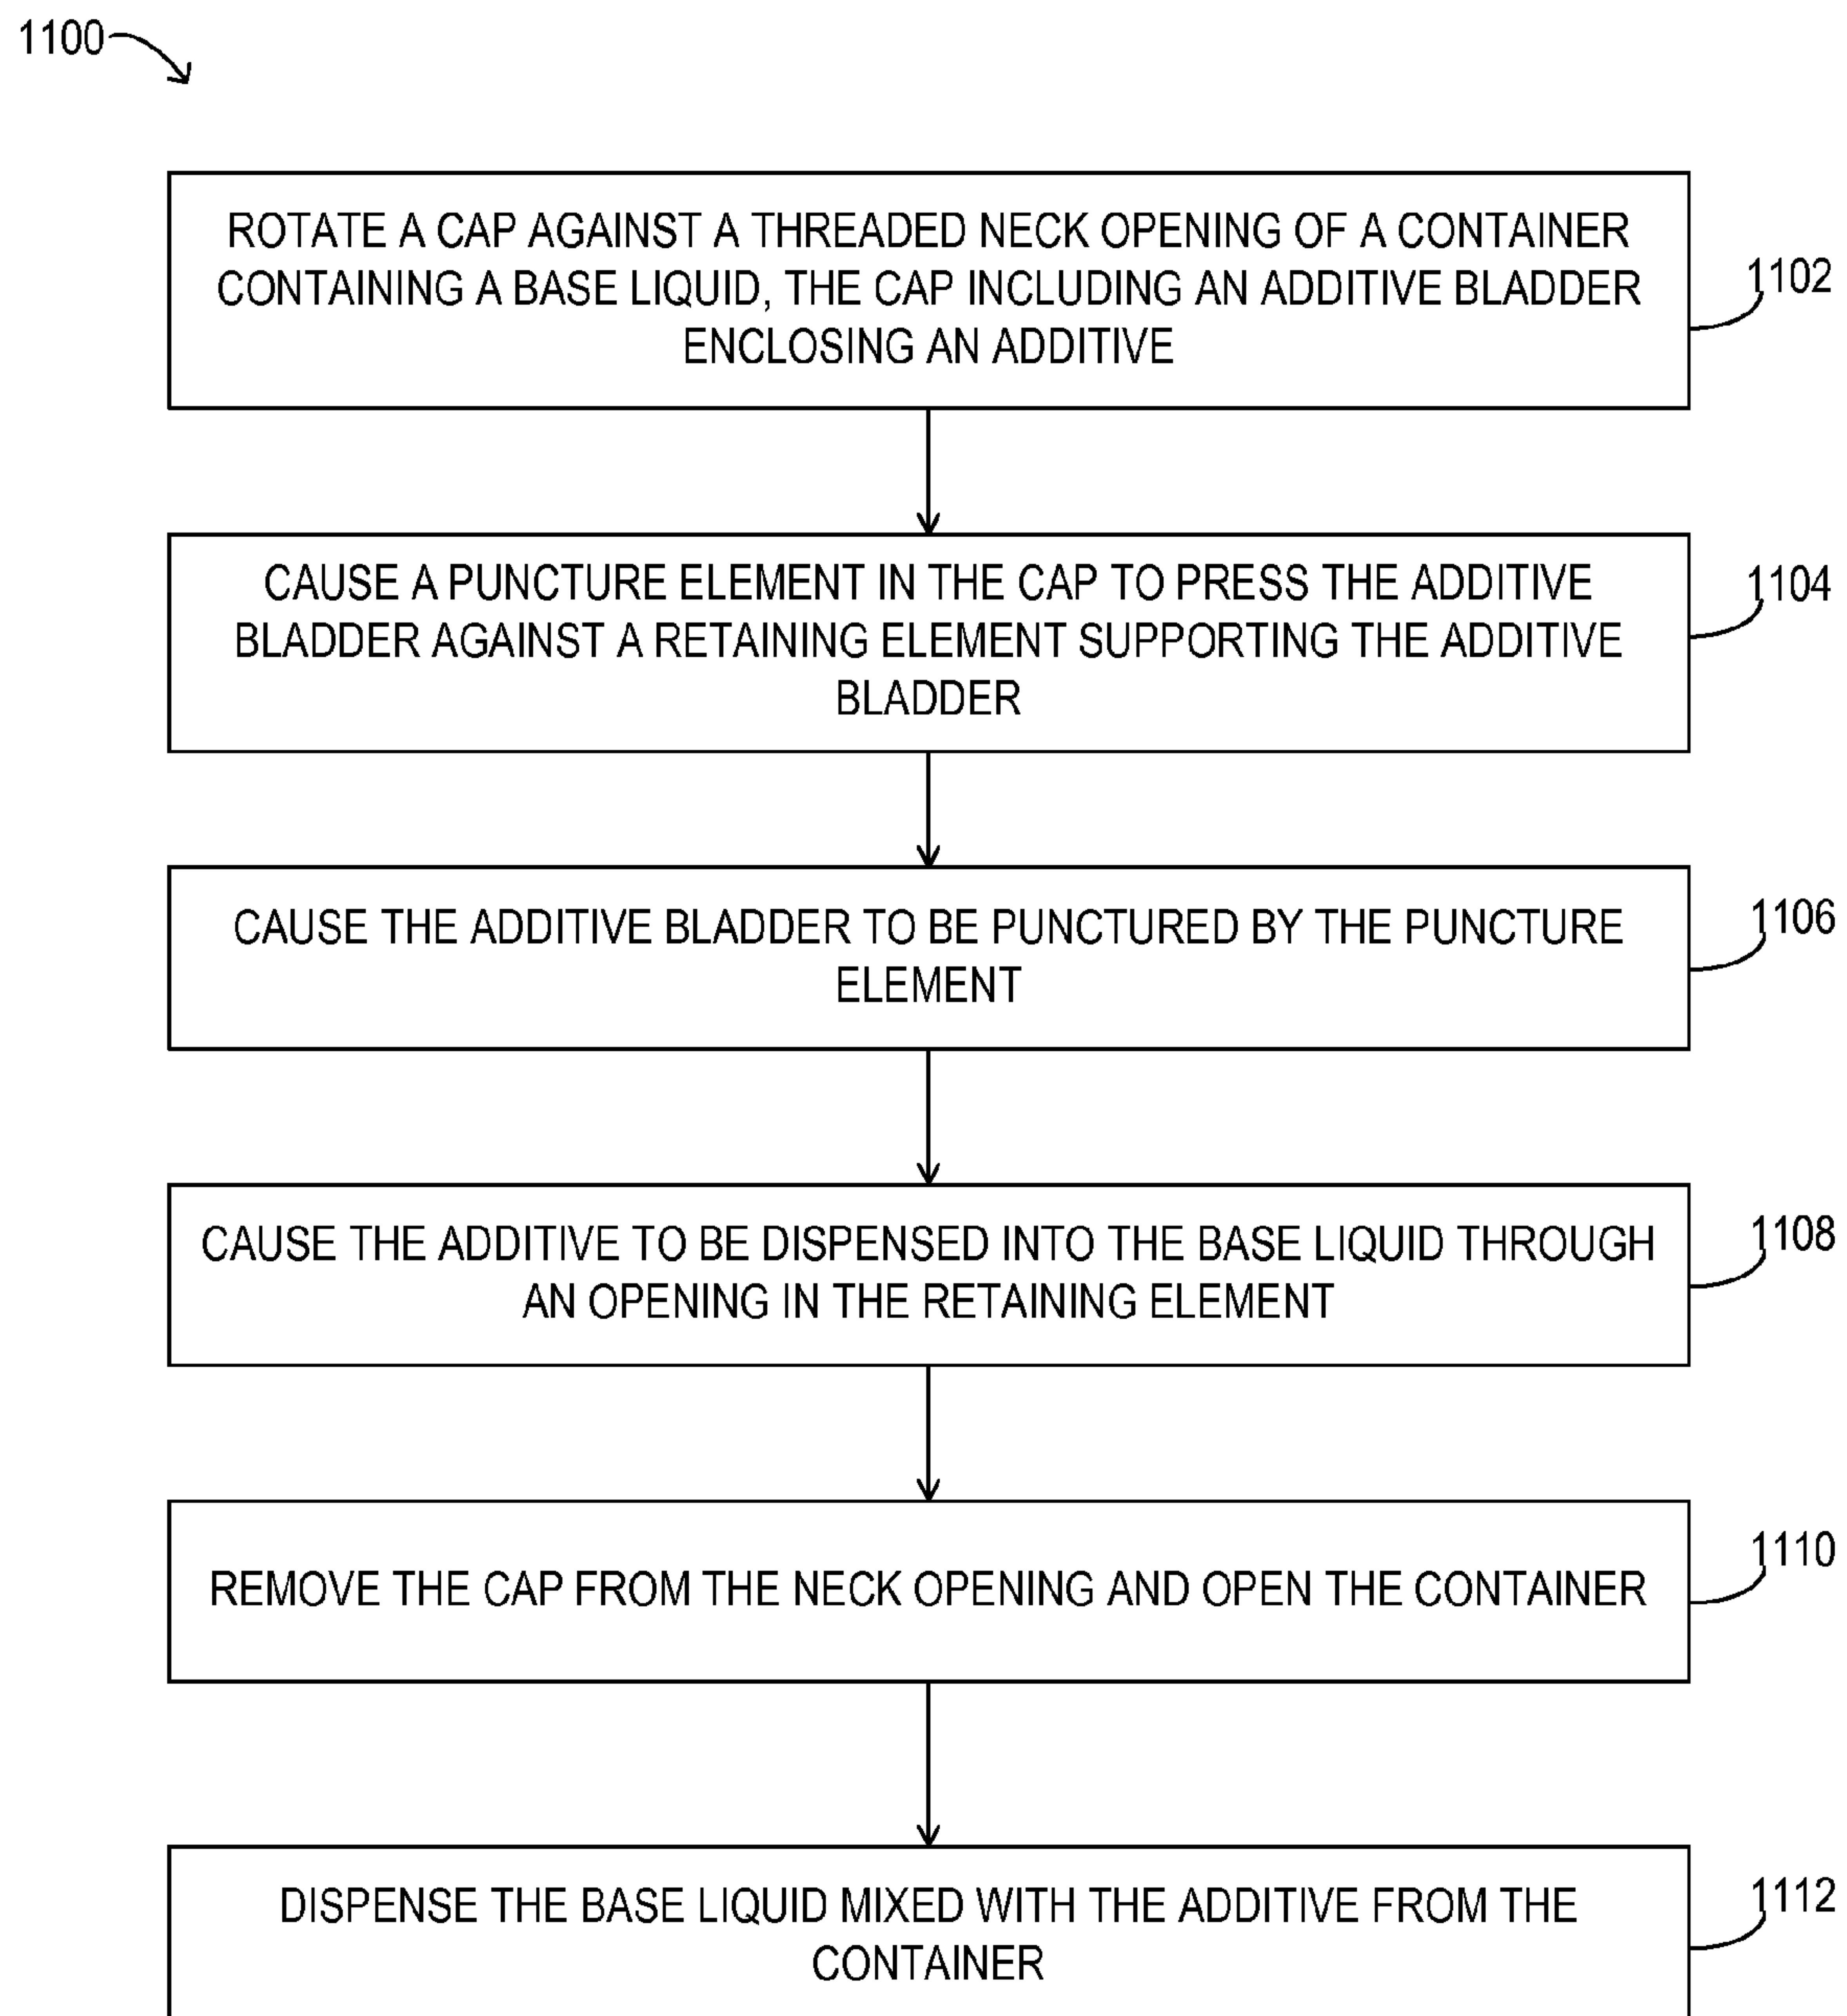 1100
ROTATE A CAP AGAINST A THREADED NECK OPENING OF A CONTAINER
CONTAINING A BASE LIQUID, THE CAP INCLUDING AN ADDITIVE BLADDER
ENCLOSING AN ADDITIVE
1102
CAUSE A PUNCTURE ELEMENT IN THE CAP TO PRESS THE ADDITIVE
BLADDER AGAINST A RETAINING ELEMENT SUPPORTING THE ADDITIVE
BLADDER
1104
CAUSE THE ADDITIVE BLADDER TO BE PUNCTURED BY THE PUNCTURE
ELEMENT
1106
CAUSE THE ADDITIVE TO BE DISPENSED INTO THE BASE LIQUID THROUGH
AN OPENING IN THE RETAINING ELEMENT
1108
REMOVE THE CAP FROM THE NECK OPENING AND OPEN THE CONTAINER
1110
DISPENSE THE BASE LIQUID MIXED WITH THE ADDITIVE FROM THE
CONTAINER
1112